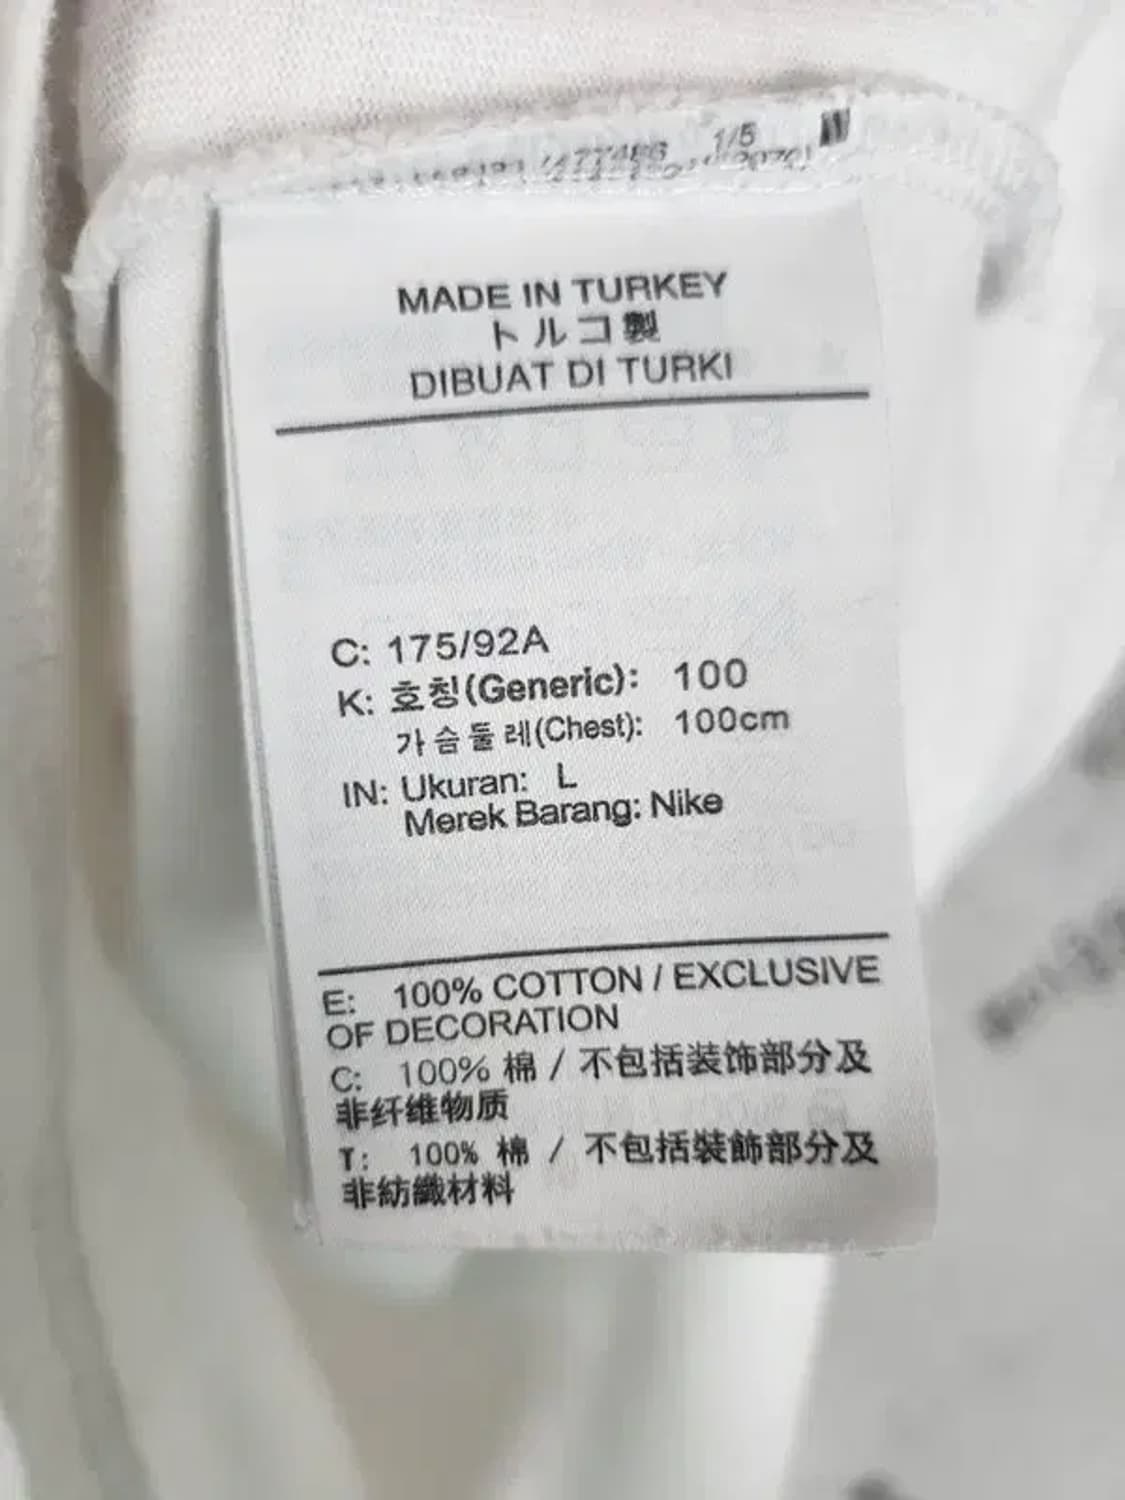 1/5
MADE IN TURKEY
トルコ製
DIBUAT DI TURKI
C: 175/92A
K: 호칭(Generic): 100
가슴둘레(Chest): 100cm
IN: Ukuran: L
Merek Barang: Nike
E: 100% COTTON / EXCLUSIVE
OF DECORATION
C: 100% 棉 / 不包括装饰部分及
非纤维物质
T: 100% 棉 / 不包括裝飾部分及
非紡織材料